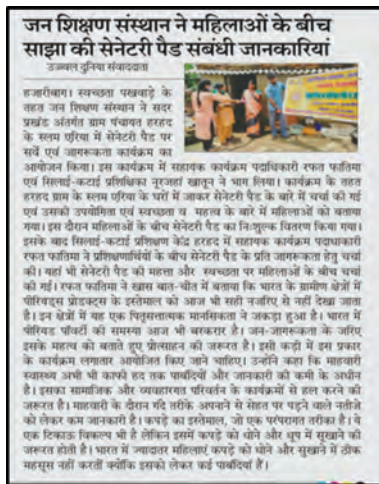 जन शिक्षण संस्थान ने महिलाओं के बीच
साझा की सेनेटरी पैड संबंधी जानकारियां
उज्ज्वल दुनिया संवाददाता
हजारीबाग। स्वच्छता पखवाड़े के
तहत जन शिक्षण संस्थान ने सदर
प्रखंड अंतर्गत ग्राम पंचायत हरहद
के स्लम एरिया में सेनेटरी पैड पर
सर्वे एवं जागरूकता कार्यक्रम का
आयोजन किया। इस कार्यक्रम में सहायक कार्यक्रम पदाधिकारी रफत फातिमा
एवं सिलाई-कटाई प्रशिक्षिका नुरजहां खातून ने भाग लिया। कार्यक्रम के तहत
हरहद ग्राम के स्लम एरिया के घरों में जाकर सेनेटरी पैड के बारे में चर्चा की गई
एवं उसकी उपयोगिता एवं स्वच्छता व महत्व के बारे में महिलाओं को बताया
गया। इस दौरान महिलाओं के बीच सेनेटरी पैड का निःशुल्क वितरण किया गया।
इसके बाद सिलाई-कटाई प्रशिक्षण केंद्र हरहद में सहायक कार्यक्रम पदाधकारी
रफत फातिमा ने प्रशिक्षणार्थियों के बीच सेनेटरी पैड के प्रति जागरूकता हेतु चर्चा
की। यहां भी सेनेटरी पैड की महत्ता और स्वच्छता पर महिलाओं के बीच चर्चा
की गई। रफत फातिमा ने खास बात-चीत में बताया कि भारत के ग्रामीण क्षेत्रों में
पीरियड्स प्रोडक्ट्स के इस्तेमाल को आज भी सही नजरिए से नहीं देखा जाता
है। इन क्षेत्रों में यह एक पितृसत्तात्मक मानसिकता ने जकड़ा हुआ है। भारत में
पीरियड पॉवर्टी की समस्या आज भी बरकरार है। जन-जागरूकता के जरिए
इसके महत्व को बताते हुए प्रोत्साहन की जरूरत है। इसी कड़ी में इस प्रकार
के कार्यक्रम लगातार आयोजित किए जाने चाहिए। उन्होंने कहा कि माहवारी
स्वास्थ्य अभी भी काफी हद तक पाबंदियों और जानकारी की कमी के अधीन
है। इसका सामाजिक और व्यवहारगत परिवर्तन के कार्यक्रमों से हल करने की
जरूरत है। माहवारी के दौरान गंदे तरीके अपनाने से सेहत पर पड़ने वाले नतीजे
को लेकर कम जानकारी है। कपड़े का इस्तेमाल, जो एक परंपरागत तरीका है। ये
एक टिकाऊ विकल्प भी है लेकिन इसमें कपड़े को धोने और धूप में सुखाने की
जरूरत होती है। भारत में ज्यादातर महिलाएं कपड़े को धोने और सुखाने में ठीक
महसूस नहीं करतीं क्योंकि इसको लेकर कई पाबंदियाँ हैं।